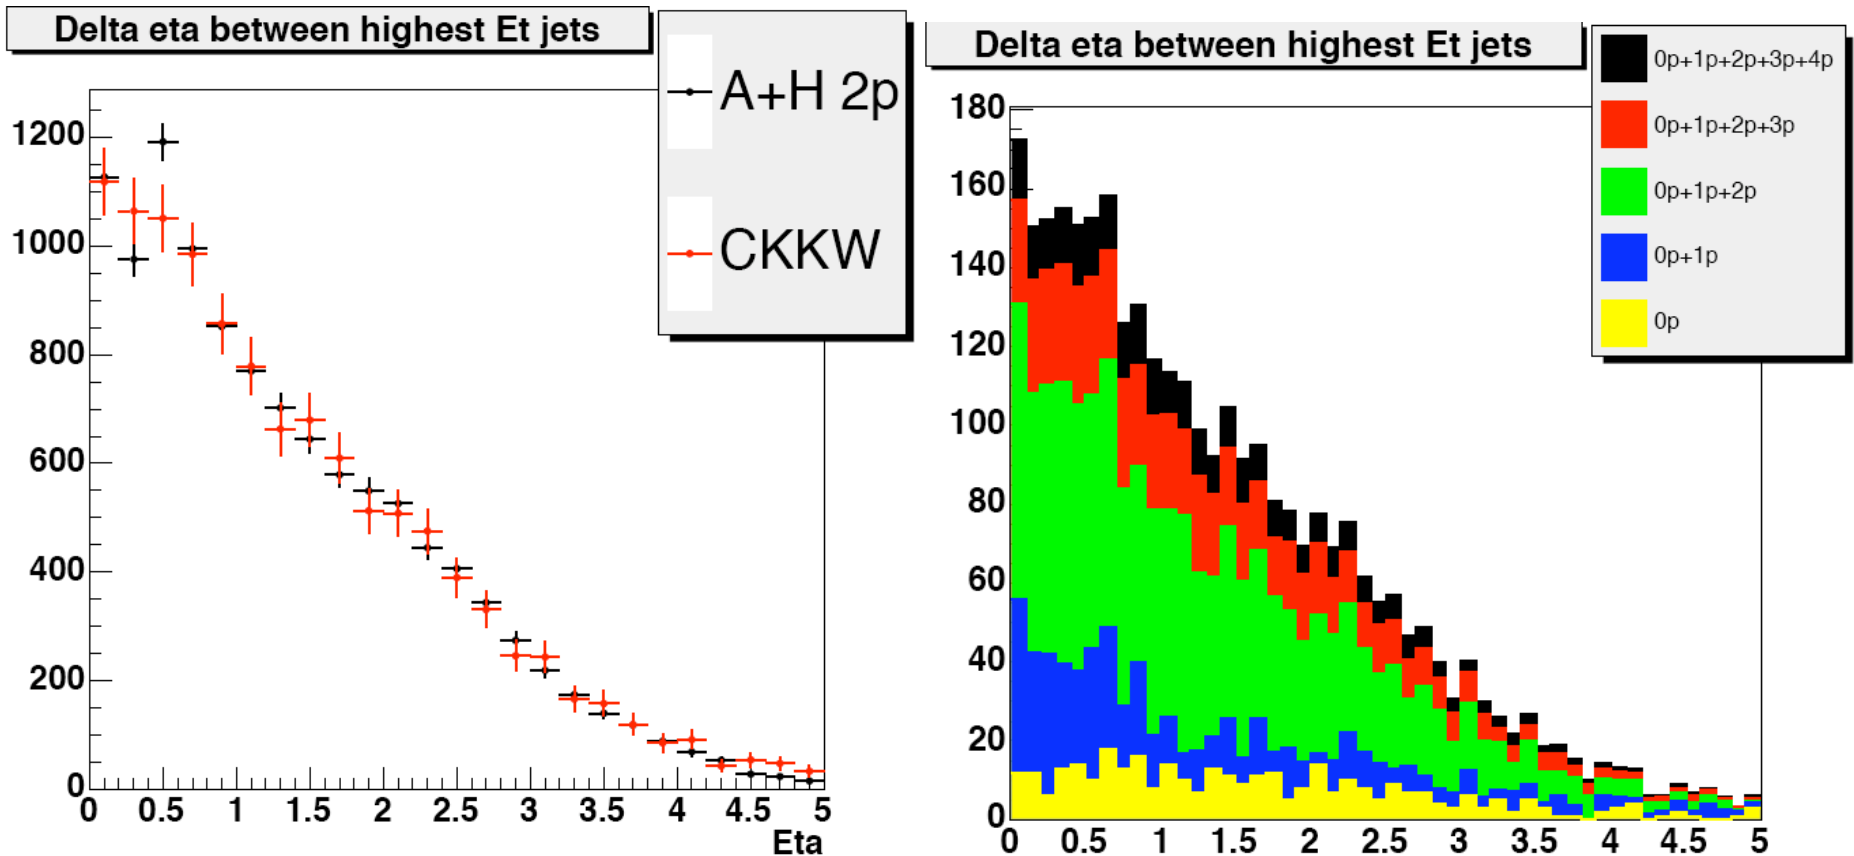 Delta eta between highest Et jets
A+H 2p
CKKW
1200
1000
800
600
400
200
0
0 0.5 1 1.5 2 2.5 3 3.5 4 4.5 5
Eta
Delta eta between highest Et jets
0p+1p+2p+3p+4p
0p+1p+2p+3p
0p+1p+2p
0p+1p
0p
180
160
140
120
100
80
60
40
20
0
0 0.5 1 1.5 2 2.5 3 3.5 4 4.5 5